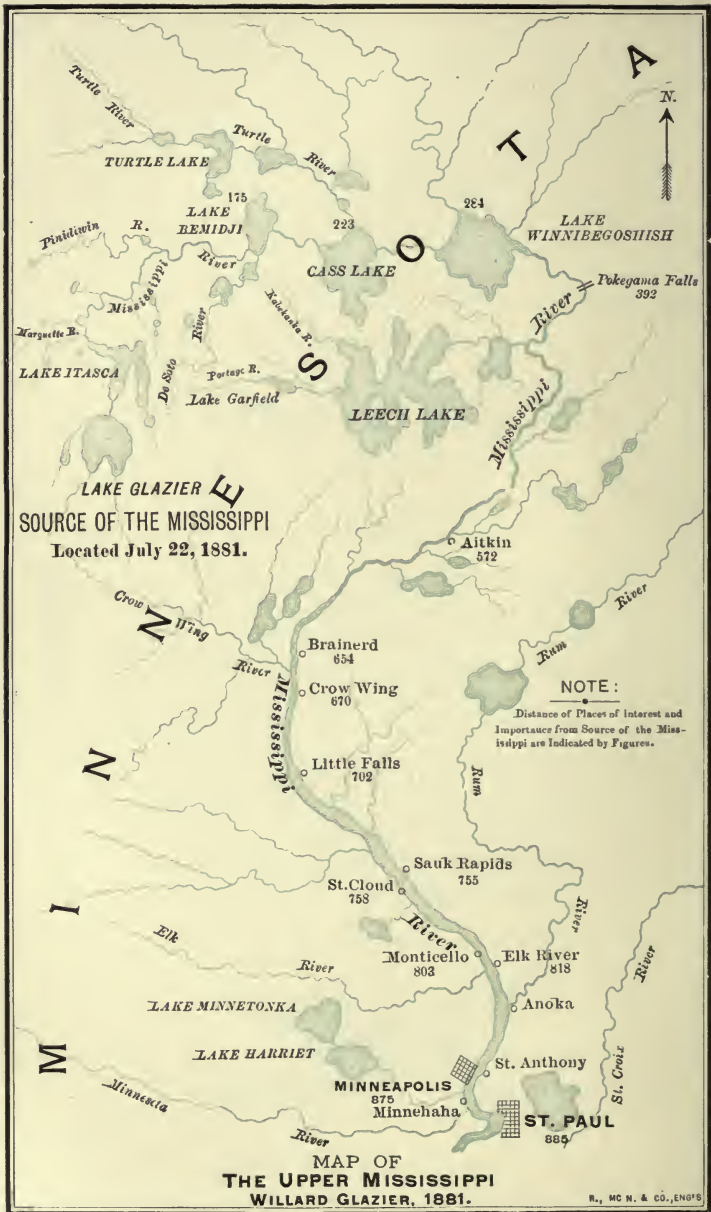 A
T
O
S
E
N
N
I
M
N.
Turtle
River
Turtle
River
TURTLE LAKE
175
LAKE
BEMIDJI
223
284
LAKE
WINNIBEGOSHISH
Pinidiwin R.
River
CASS LAKE
Pokegama Falls
392
River
Mississippi
River
Kabekanka R.
Marquette R.
LAKE ITASCA
De Soto
Portage R.
Lake Garfield
LEECH LAKE
Mississippi
LAKE GLAZIER
SOURCE OF THE MISSISSIPPI
Located July 22, 1881.
Aitkin
572
Crow
Wing
River
River
Rum
Brainerd
654
Mississippi
Crow Wing
670
NOTE:
Distance of Places of Interest and
Importance from Source of the Miss-
issippi are Indicated by Figures.
Little Falls
702
Rum
Sauk Rapids
755
St. Cloud
758
River
River
Elk
River
Monticello
803
Elk River
818
River
LAKE MINNETONKA
Anoka
LAKE HARRIET
St. Anthony
St. Croix
MINNEAPOLIS
875
Minnehaha
Minnesota
River
ST. PAUL
885
MAP OF
THE UPPER MISSISSIPPI
WILLARD GLAZIER, 1881.
R., MC N. & CO., ENG'S